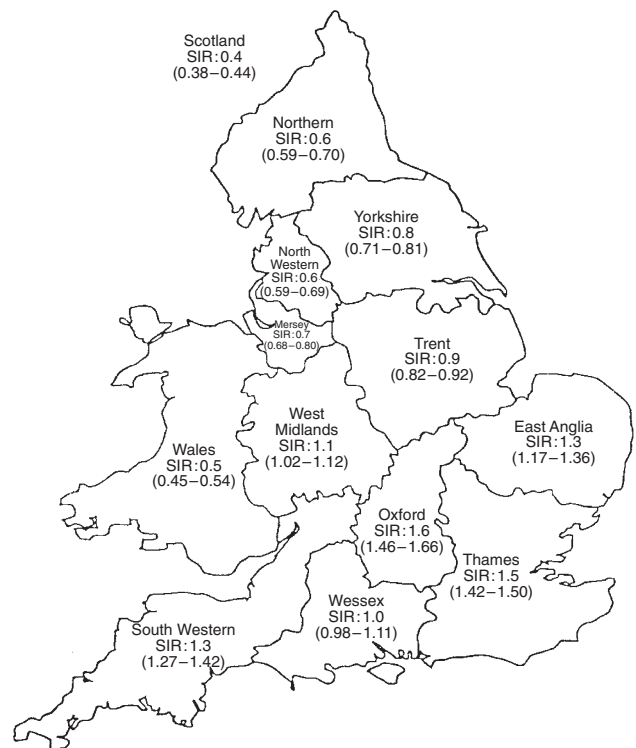 Scotland
SIR:0.4
(0.38–0.44)
Northern
SIR:0.6
(0.59–0.70)
Yorkshire
SIR:0.8
(0.71–0.81)
North
Western
SIR:0.6
(0.59–0.69)
Mersey
SIR:0.7
(0.68–0.80)
Trent
SIR:0.9
(0.82–0.92)
West
Midlands
SIR:1.1
(1.02–1.12)
East Anglia
SIR:1.3
(1.17–1.36)
Wales
SIR:0.5
(0.45–0.54)
Oxford
SIR:1.6
(1.46–1.66)
Thames
SIR:1.5
(1.42–1.50)
Wessex
SIR:1.0
(0.98–1.11)
South Western
SIR:1.3
(1.27–1.42)